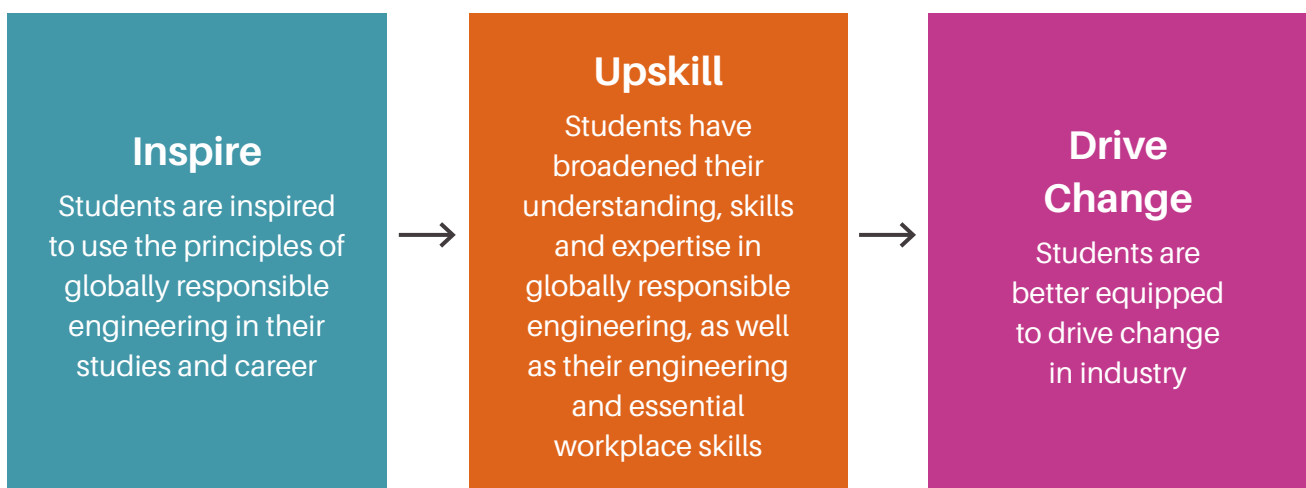 Inspire
Students are inspired
to use the principles of
globally responsible
engineering in their
studies and career
Upskill
Students have
broadened their
understanding, skills
and expertise in
globally responsible
engineering, as well
as their engineering
and essential
workplace skills
Drive
Change
Students are
better equipped
to drive change
in industry